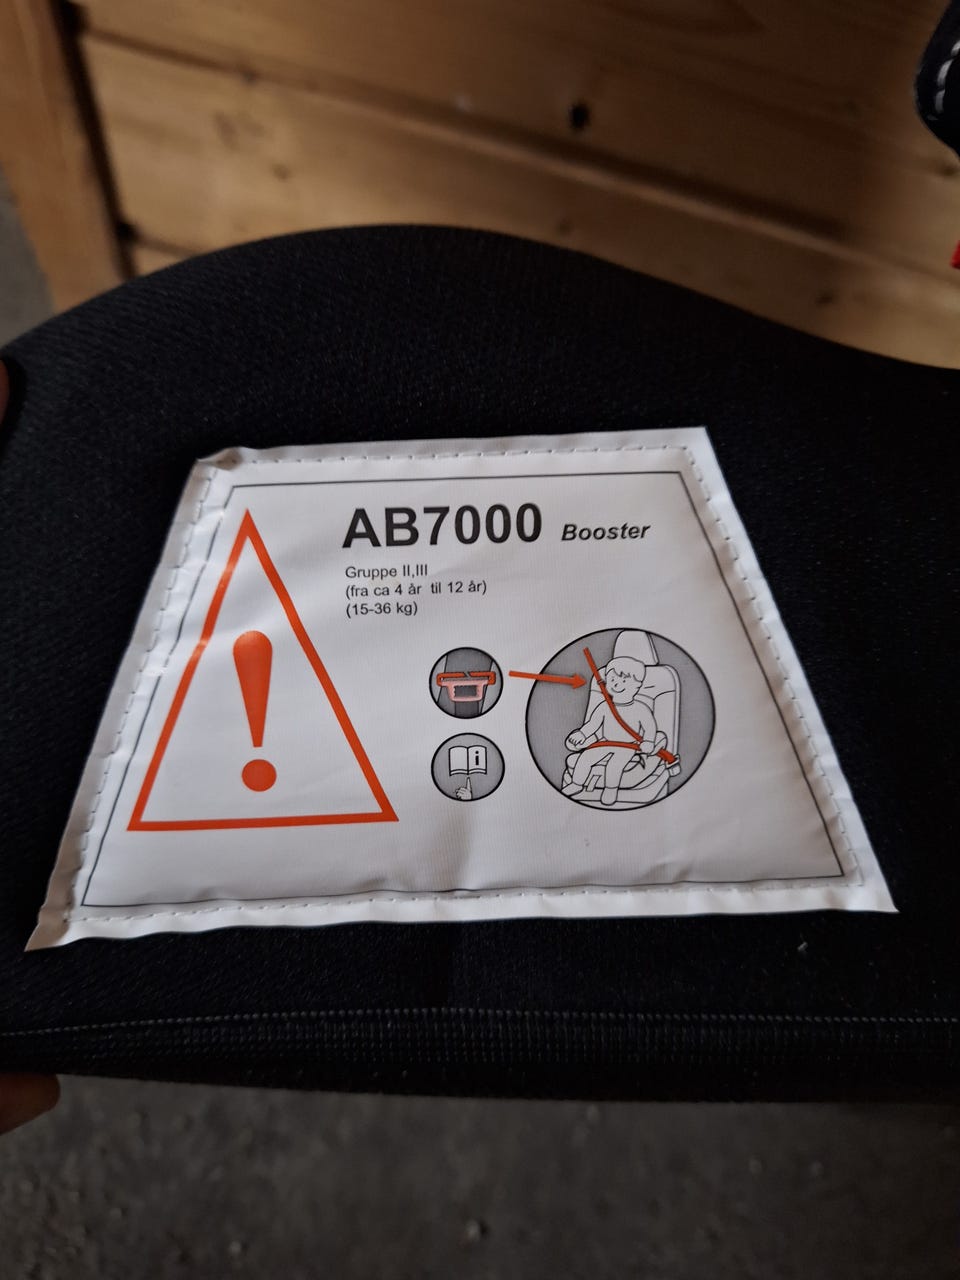 AB7000 Booster
Gruppe II,III
(fra ca 4 år til 12 år)
(15-36 kg)
i